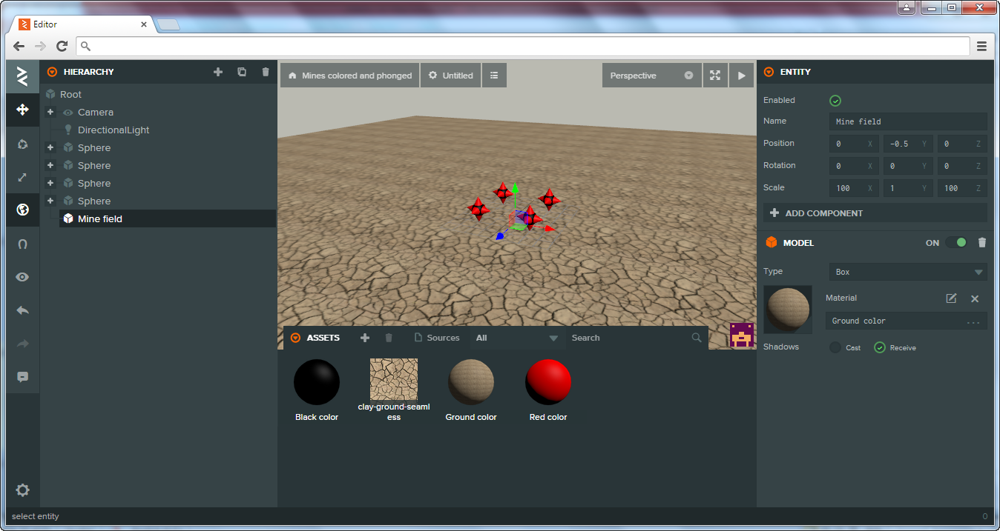 Editor
HIERARCHY
Root
Camera
DirectionalLight
Sphere
Sphere
Sphere
Sphere
Mine field
Mines colored and phonged
Untitled
Perspective
ASSETS
Sources
All
Search
Black color
clay-ground-seaml
ess
Ground color
Red color
ENTITY
Enabled
Name Mine field
Position 0 X -0.5 Y 0 Z
Rotation 0 X 0 Y 0 Z
Scale 100 X 1 Y 100 Z
ADD COMPONENT
MODEL ON
Type Box
Material
Ground color ...
Shadows Cast Receive
select entity 0